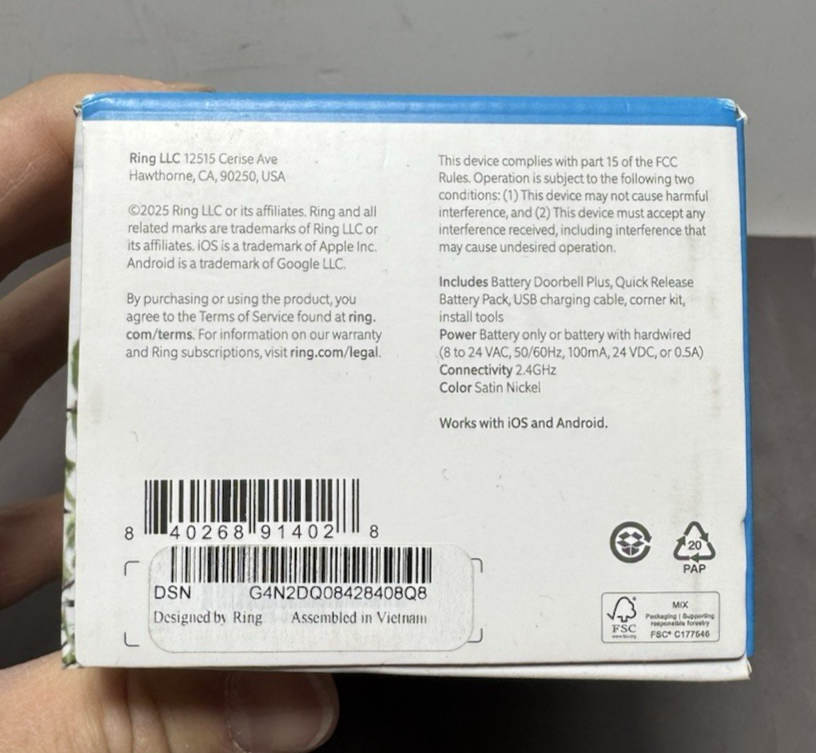 Ring LLC 12515 Cerise Ave
Hawthorne, CA, 90250, USA
©2025 Ring LLC or its affiliates. Ring and all
related marks are trademarks of Ring LLC or
its affiliates. iOS is a trademark of Apple Inc.
Android is a trademark of Google LLC.
By purchasing or using the product, you
agree to the Terms of Service found at ring.
com/terms. For information on our warranty
and Ring subscriptions, visit ring.com/legal.
This device complies with part 15 of the FCC
Rules. Operation is subject to the following two
conditions: (1) This device may not cause harmful
interference, and (2) This device must accept any
interference received, including interference that
may cause undesired operation.
Includes Battery Doorbell Plus, Quick Release
Battery Pack, USB charging cable, corner kit,
install tools
Power Battery only or battery with hardwired
(8 to 24 VAC, 50/60Hz, 100mA, 24 VDC, or 0.5A)
Connectivity 2.4GHz
Color Satin Nickel
Works with iOS and Android.
8 40268 91402 8
DSN G4N2DQ08428408Q8
Designed by Ring Assembled in Vietnam
20
PAP
FSC
www.fsc.org
MIX
Packaging | Supporting
responsible forestry
FSC® C177646